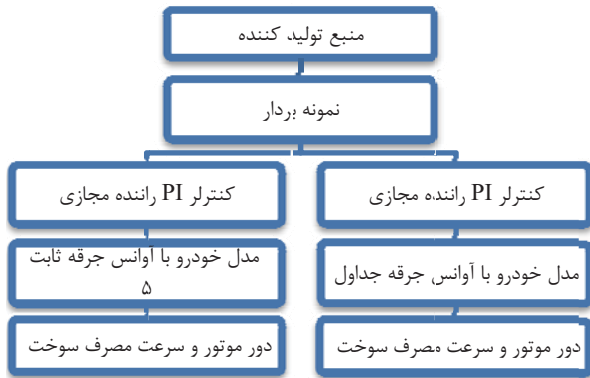 منبع تولید کننده
نمونه بردار
کنترلر PI راننده مجازی
کنترلر PI راننده مجازی
مدل خودرو با آوانس جرقه جداول
مدل خودرو با آوانس جرقه ثابت
۵
دور موتور و سرعت مصرف سوخت
دور موتور و سرعت مصرف سوخت